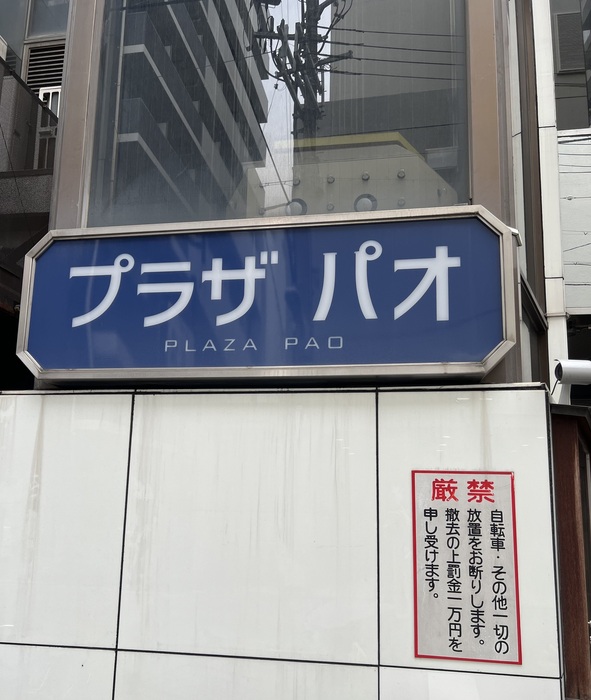 プラザ パオ
PLAZA PAO
厳禁
自転車・その他一切の
放置をお断りします。
撤去の上罰金一万円を
申し受けます。